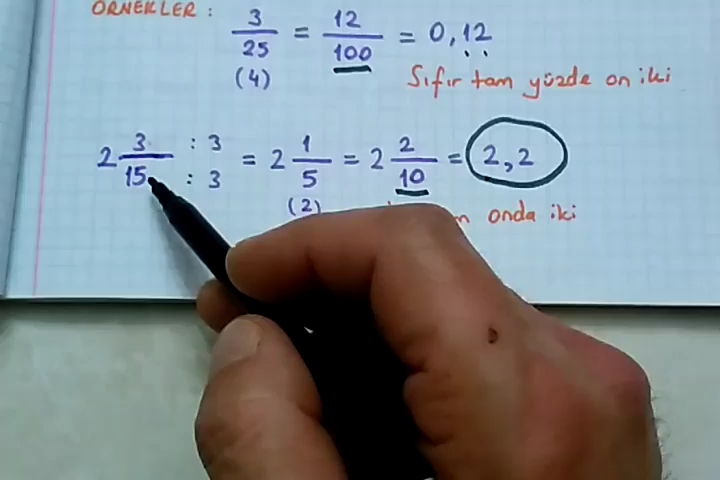 ÖRNEKLER :
3/25 = 12/100 = 0,12
(4)
Sıfır tam yüzde on iki
2 3/15 : 3 : 3 = 2 1/5 = 2 2/10 = 2,2
(2)
onda iki